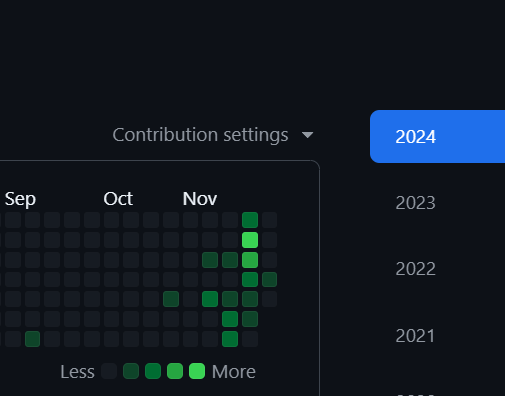 Contribution settings
2024
Sep Oct Nov
2023
2022
2021
Less More